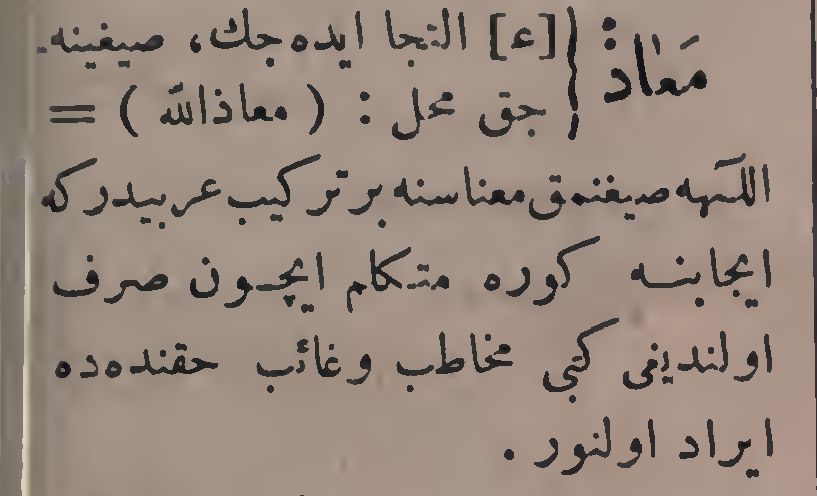 مَعَاذْ { [ع] التجا ایده جك، صیغینه-
جق محل : ( معاذالله ) =
اللّٰهه صیغنمق معناسنه بر ترکیب عربیدر که
ایجابنه کوره متکلم ایچون صرف
اولندیغی کبی مخاطب و غائب حقنده ده
ایراد اولنور .